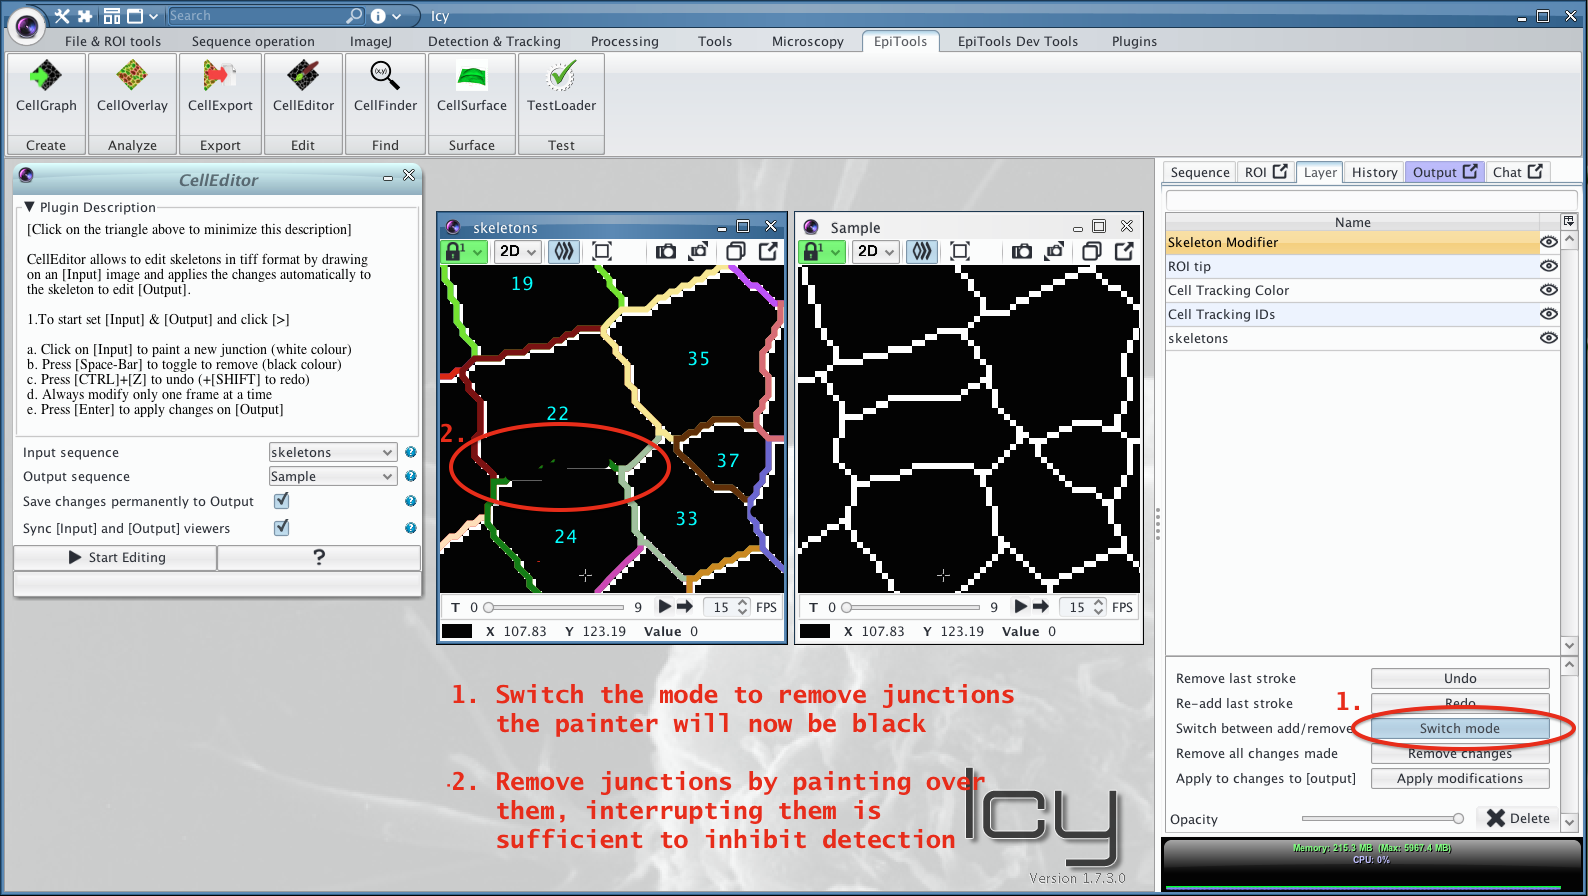 Search
Icy
File & ROI tools Sequence operation ImageJ Detection & Tracking Processing Tools Microscopy EpiTools EpiTools Dev Tools Plugins
CellGraph CellOverlay CellExport CellEditor CellFinder CellSurface TestLoader
Create Analyze Export Edit Find Surface Test
CellEditor
Plugin Description
[Click on the triangle above to minimize this description]
CellEditor allows to edit skeletons in tiff format by drawing
on an [Input] image and applies the changes automatically to
the skeleton to edit [Output].
1.To start set [Input] & [Output] and click [>]
a. Click on [Input] to paint a new junction (white colour)
b. Press [Space-Bar] to toggle to remove (black colour)
c. Press [CTRL]+[Z] to undo (+[SHIFT] to redo)
d. Always modify only one frame at a time
e. Press [Enter] to apply changes on [Output]
Input sequence skeletons
Output sequence Sample
Save changes permanently to Output
Sync [Input] and [Output] viewers
Start Editing ?
skeletons
1 2D
19
35
22
2.
37
33
24
T 0 9 15 FPS
X 107.83 Y 123.19 Value 0
Sample
1 2D
T 0 9 15 FPS
X 107.83 Y 123.19 Value 0
1. Switch the mode to remove junctions
the painter will now be black
2. Remove junctions by painting over
them, interrupting them is
sufficient to inhibit detection
Icy
Version 1.7.3.0
Sequence ROI Layer History Output Chat
Name
Skeleton Modifier
ROI tip
Cell Tracking Color
Cell Tracking IDs
skeletons
Remove last stroke Undo
Re-add last stroke 1. Redo
Switch between add/remove Switch mode
Remove all changes made Remove changes
Apply to changes to [output] Apply modifications
Opacity Delete
Memory: 215.3 MB (Max: 5967.4 MB)
CPU: 0%